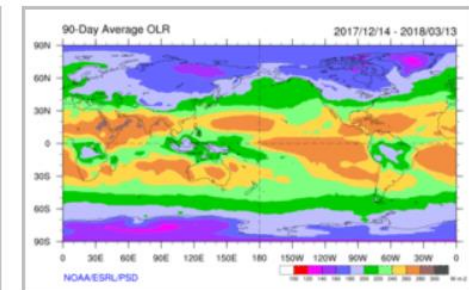 90-Day Average OLR 2017/12/14 - 2018/03/13
90N
60N
30N
0
30S
60S
90S
0 30E 60E 90E 120E 150E 180 150W 120W 90W 60W 30W 0
NOAA/ESRL/PSD